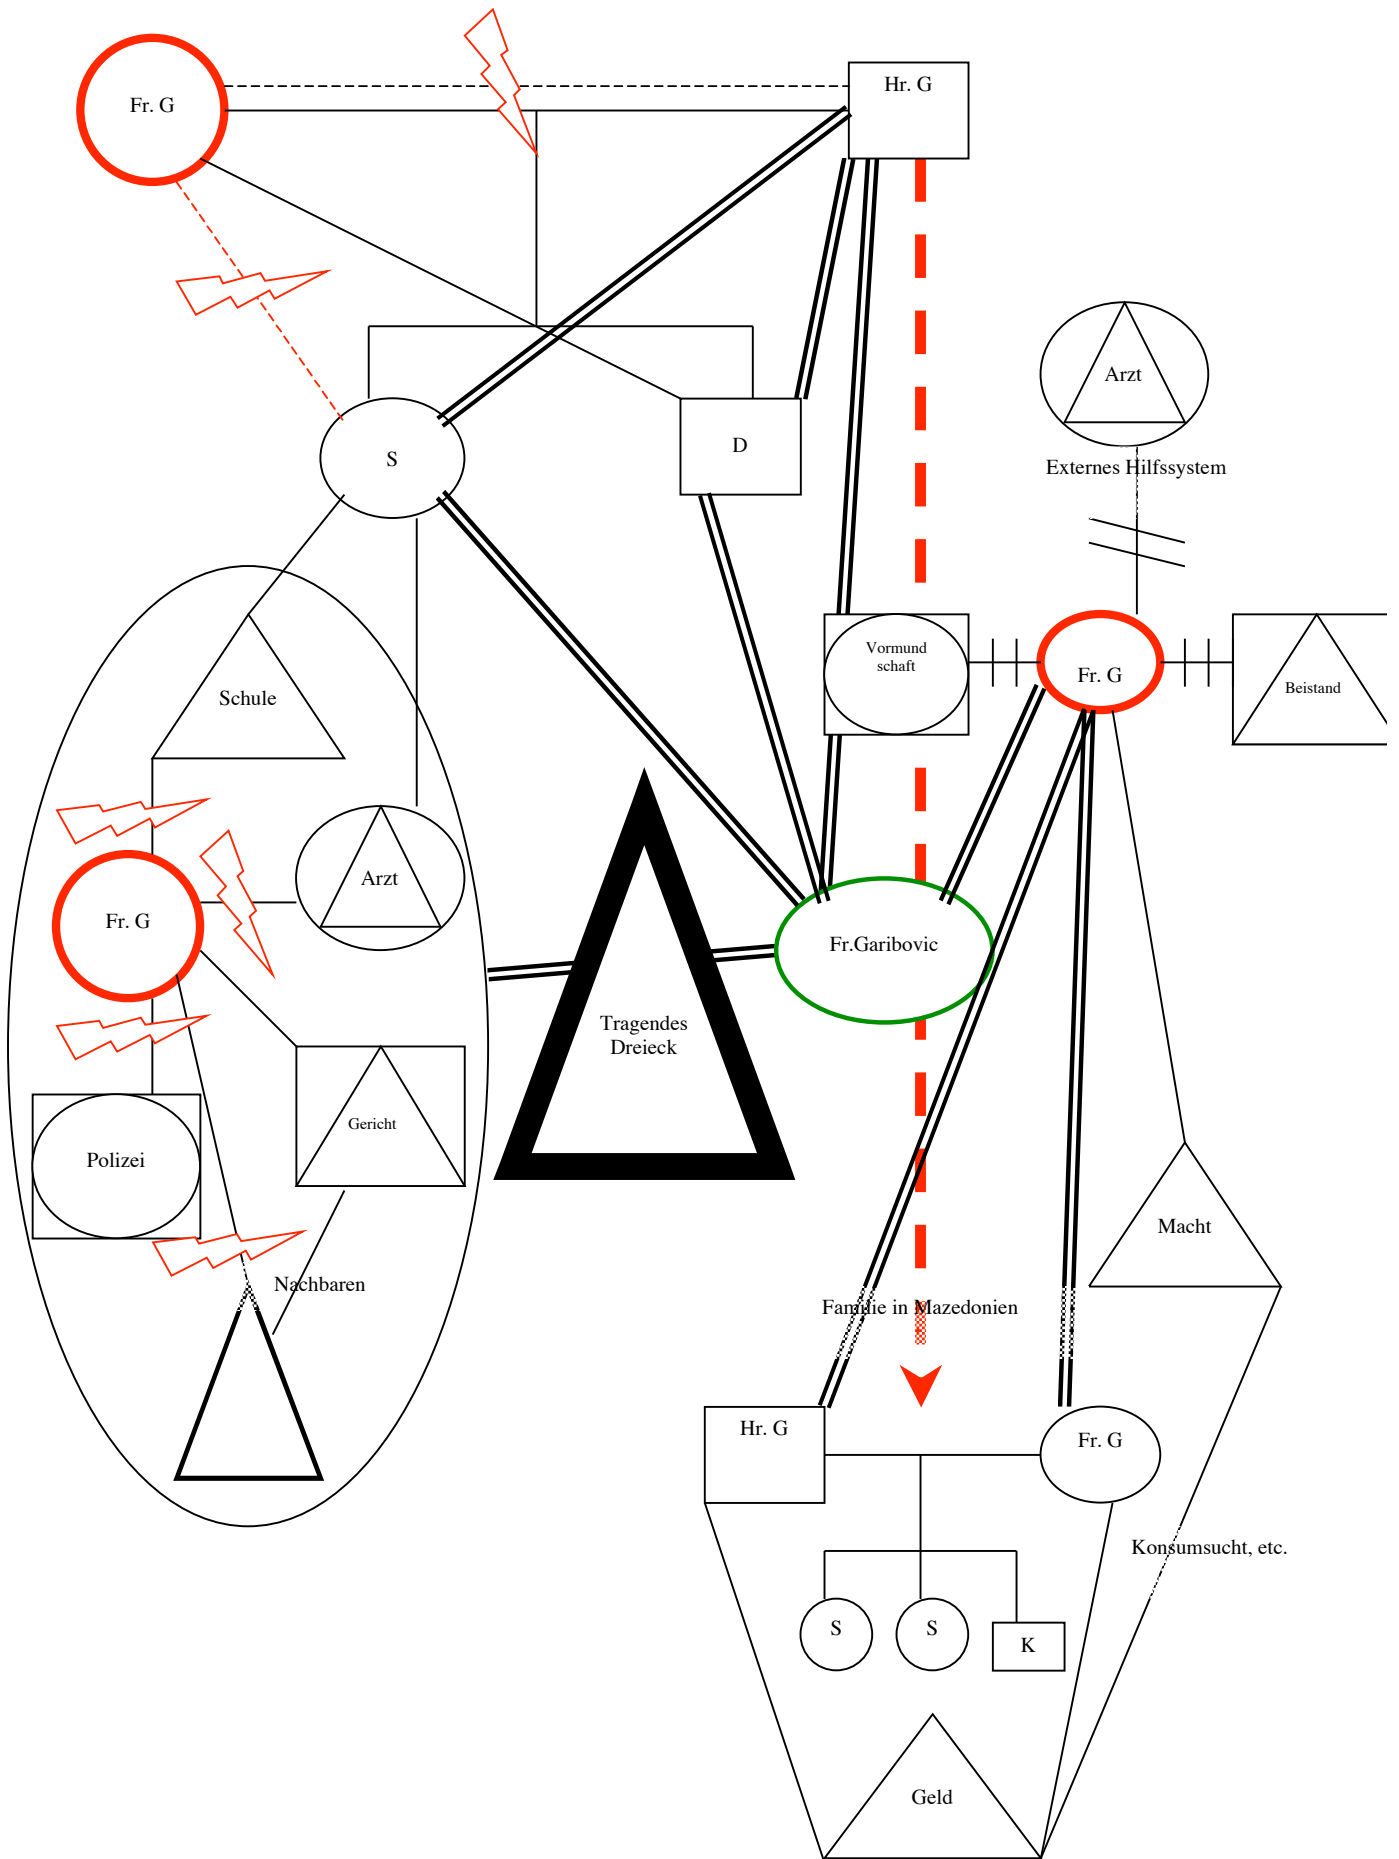 Fr. G
Hr. G
Arzt
Externes Hilfssystem
S
D
Vormund
schaft
Fr. G
Beistand
Schule
Arzt
Fr. G
Fr.Garibovic
Tragendes
Dreieck
Gericht
Polizei
Macht
Nachbaren
Familie in Mazedonien
Hr. G
Fr. G
Konsumsucht, etc.
S
S
K
Geld